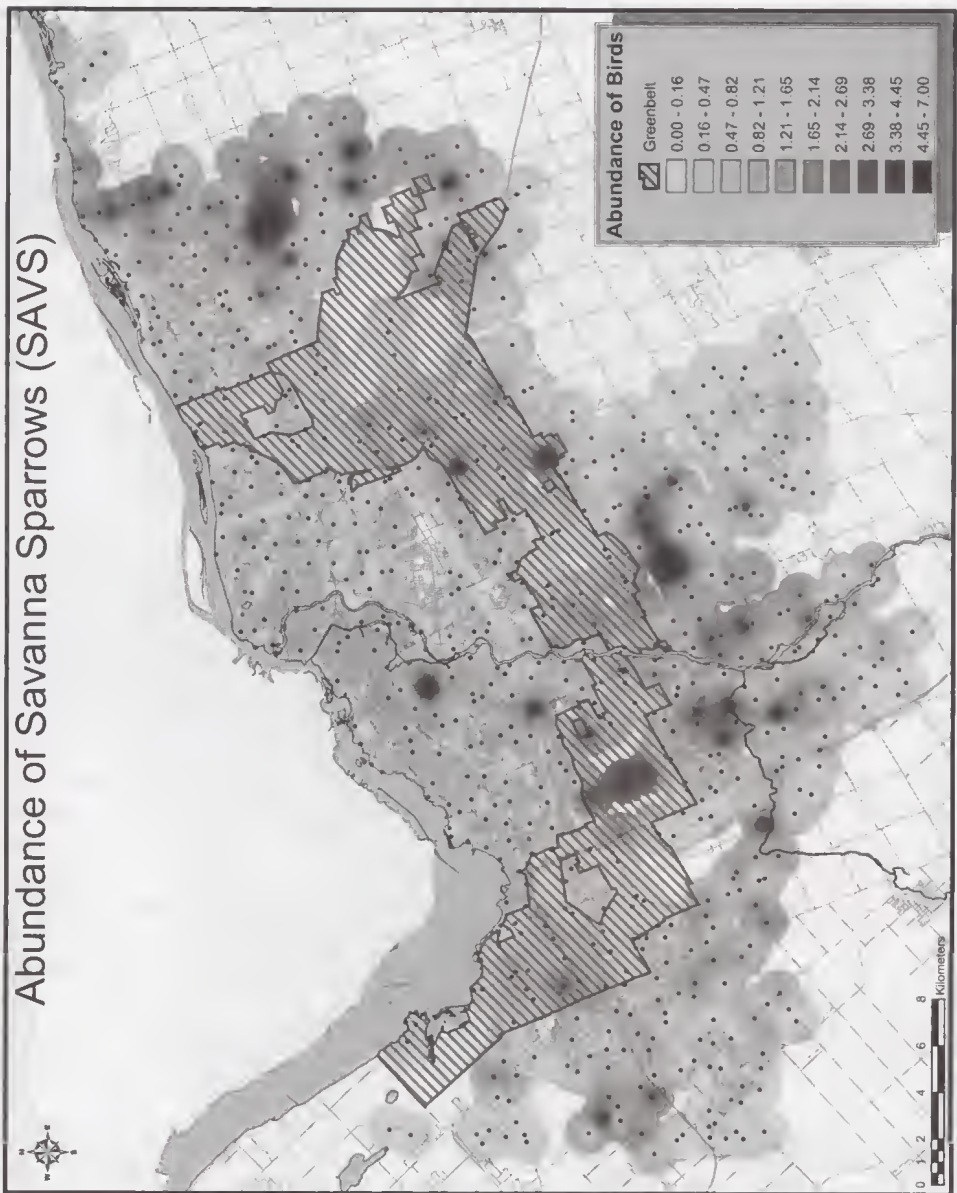 Abundance of Savanna Sparrows (SAVS)
N
W
E
S
Abundance of Birds
Greenbelt
0.00 - 0.16
0.16 - 0.47
0.47 - 0.82
0.82 - 1.21
1.21 - 1.65
1.65 - 2.14
2.14 - 2.69
2.69 - 3.38
3.38 - 4.45
4.45 - 7.00
0 1 2 4 6 8
Kilometers